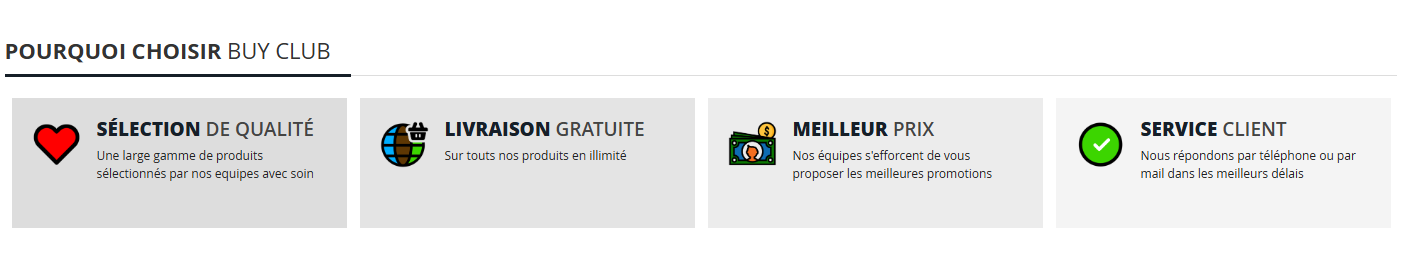 POURQUOI CHOISIR BUY CLUB
SÉLECTION DE QUALITÉ
Une large gamme de produits
sélectionnés par nos equipes avec soin
LIVRAISON GRATUITE
Sur touts nos produits en illimité
MEILLEUR PRIX
Nos équipes s'efforcent de vous
proposer les meilleures promotions
SERVICE CLIENT
Nous répondons par téléphone ou par
mail dans les meilleurs délais